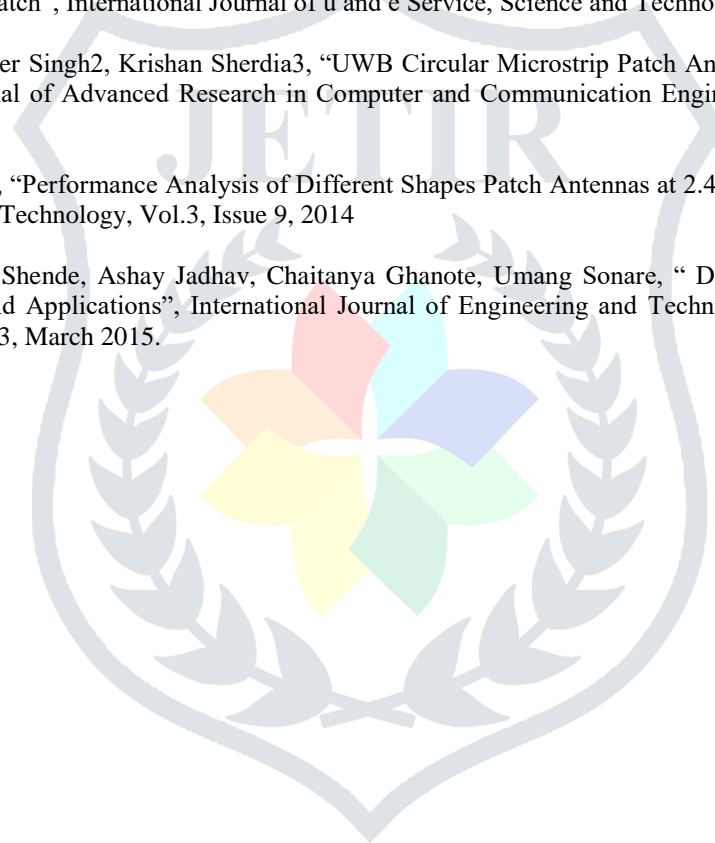 atch", International Journal of u and e Service, Science and Techno
er Singh2, Krishan Sherdia3, “UWB Circular Microstrip Patch An
al of Advanced Research in Computer and Communication Engin
JETIR
, “Performance Analysis of Different Shapes Patch Antennas at 2.4
Technology, Vol.3, Issue 9, 2014
Shende, Ashay Jadhav, Chaitanya Ghanote, Umang Sonare, “ D
d Applications”, International Journal of Engineering and Techn
3, March 2015.